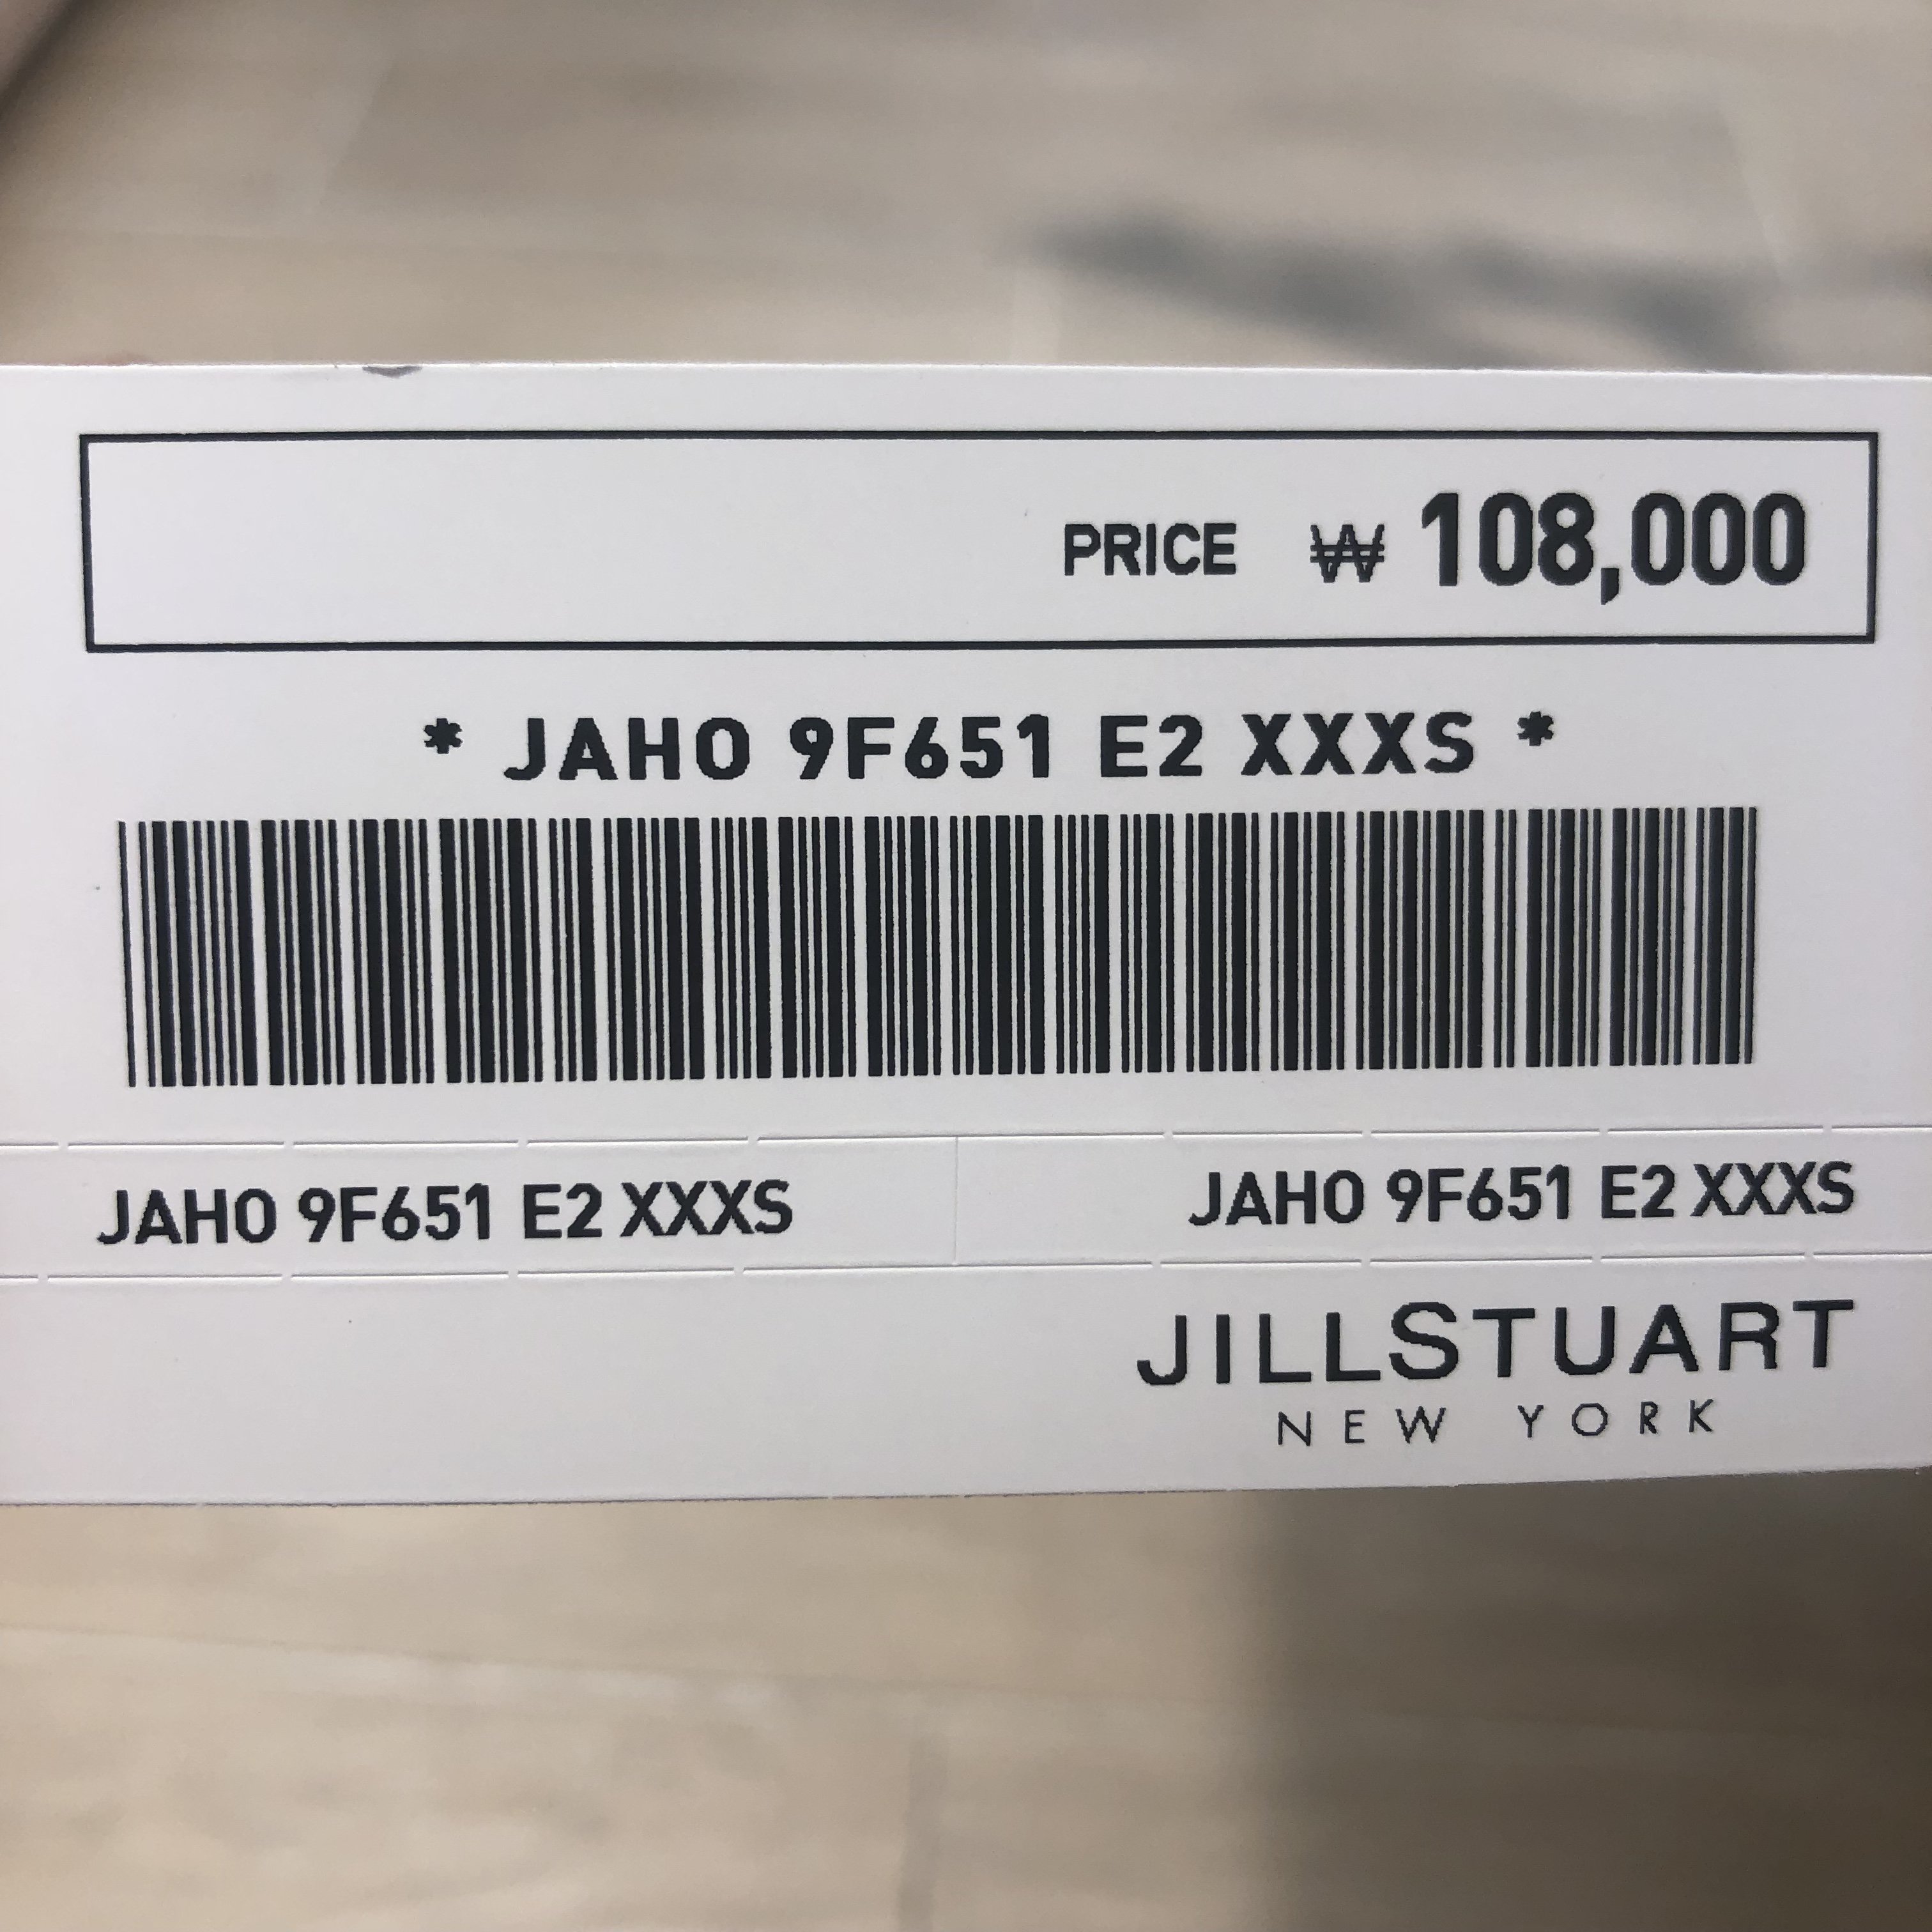 PRICE ₩ 108,000
* JAHO 9F651 E2 XXXS *
JAHO 9F651 E2 XXXS JAHO 9F651 E2 XXXS
JILLSTUART
NEW YORK